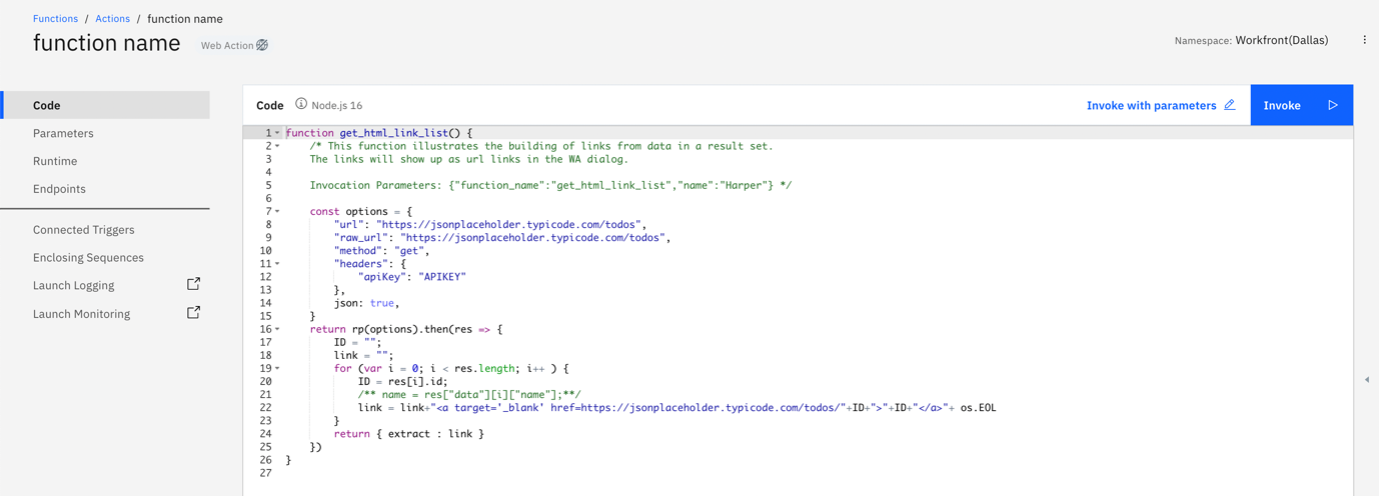 Functions / Actions / function name
function name Web Action
Namespace: Workfront(Dallas)
Code
Parameters
Runtime
Endpoints
Connected Triggers
Enclosing Sequences
Launch Logging
Launch Monitoring
Code Node.js 16 Invoke with parameters Invoke
1 function get_html_link_list() {
2 /* This function illustrates the building of links from data in a result set.
3 The links will show up as url links in the WA dialog.
4
5 Invocation Parameters: {"function_name":"get_html_link_list","name":"Harper"} */
6
7 const options = {
8 "url": "https://jsonplaceholder.typicode.com/todos",
9 "raw_url": "https://jsonplaceholder.typicode.com/todos",
10 "method": "get",
11 "headers": {
12 "apiKey": "APIKEY"
13 },
14 json: true,
15 }
16 return rp(options).then(res => {
17 ID = "";
18 link = "";
19 for (var i = 0; i < res.length; i++ ) {
20 ID = res[i].id;
21 /** name = res["data"][i]["name"];**/
22 link = link+"<a target='_blank' href=https://jsonplaceholder.typicode.com/todos/"+ID+">"+ID+"</a>"+ os.EOL
23 }
24 return { extract : link }
25 })
26 }
27